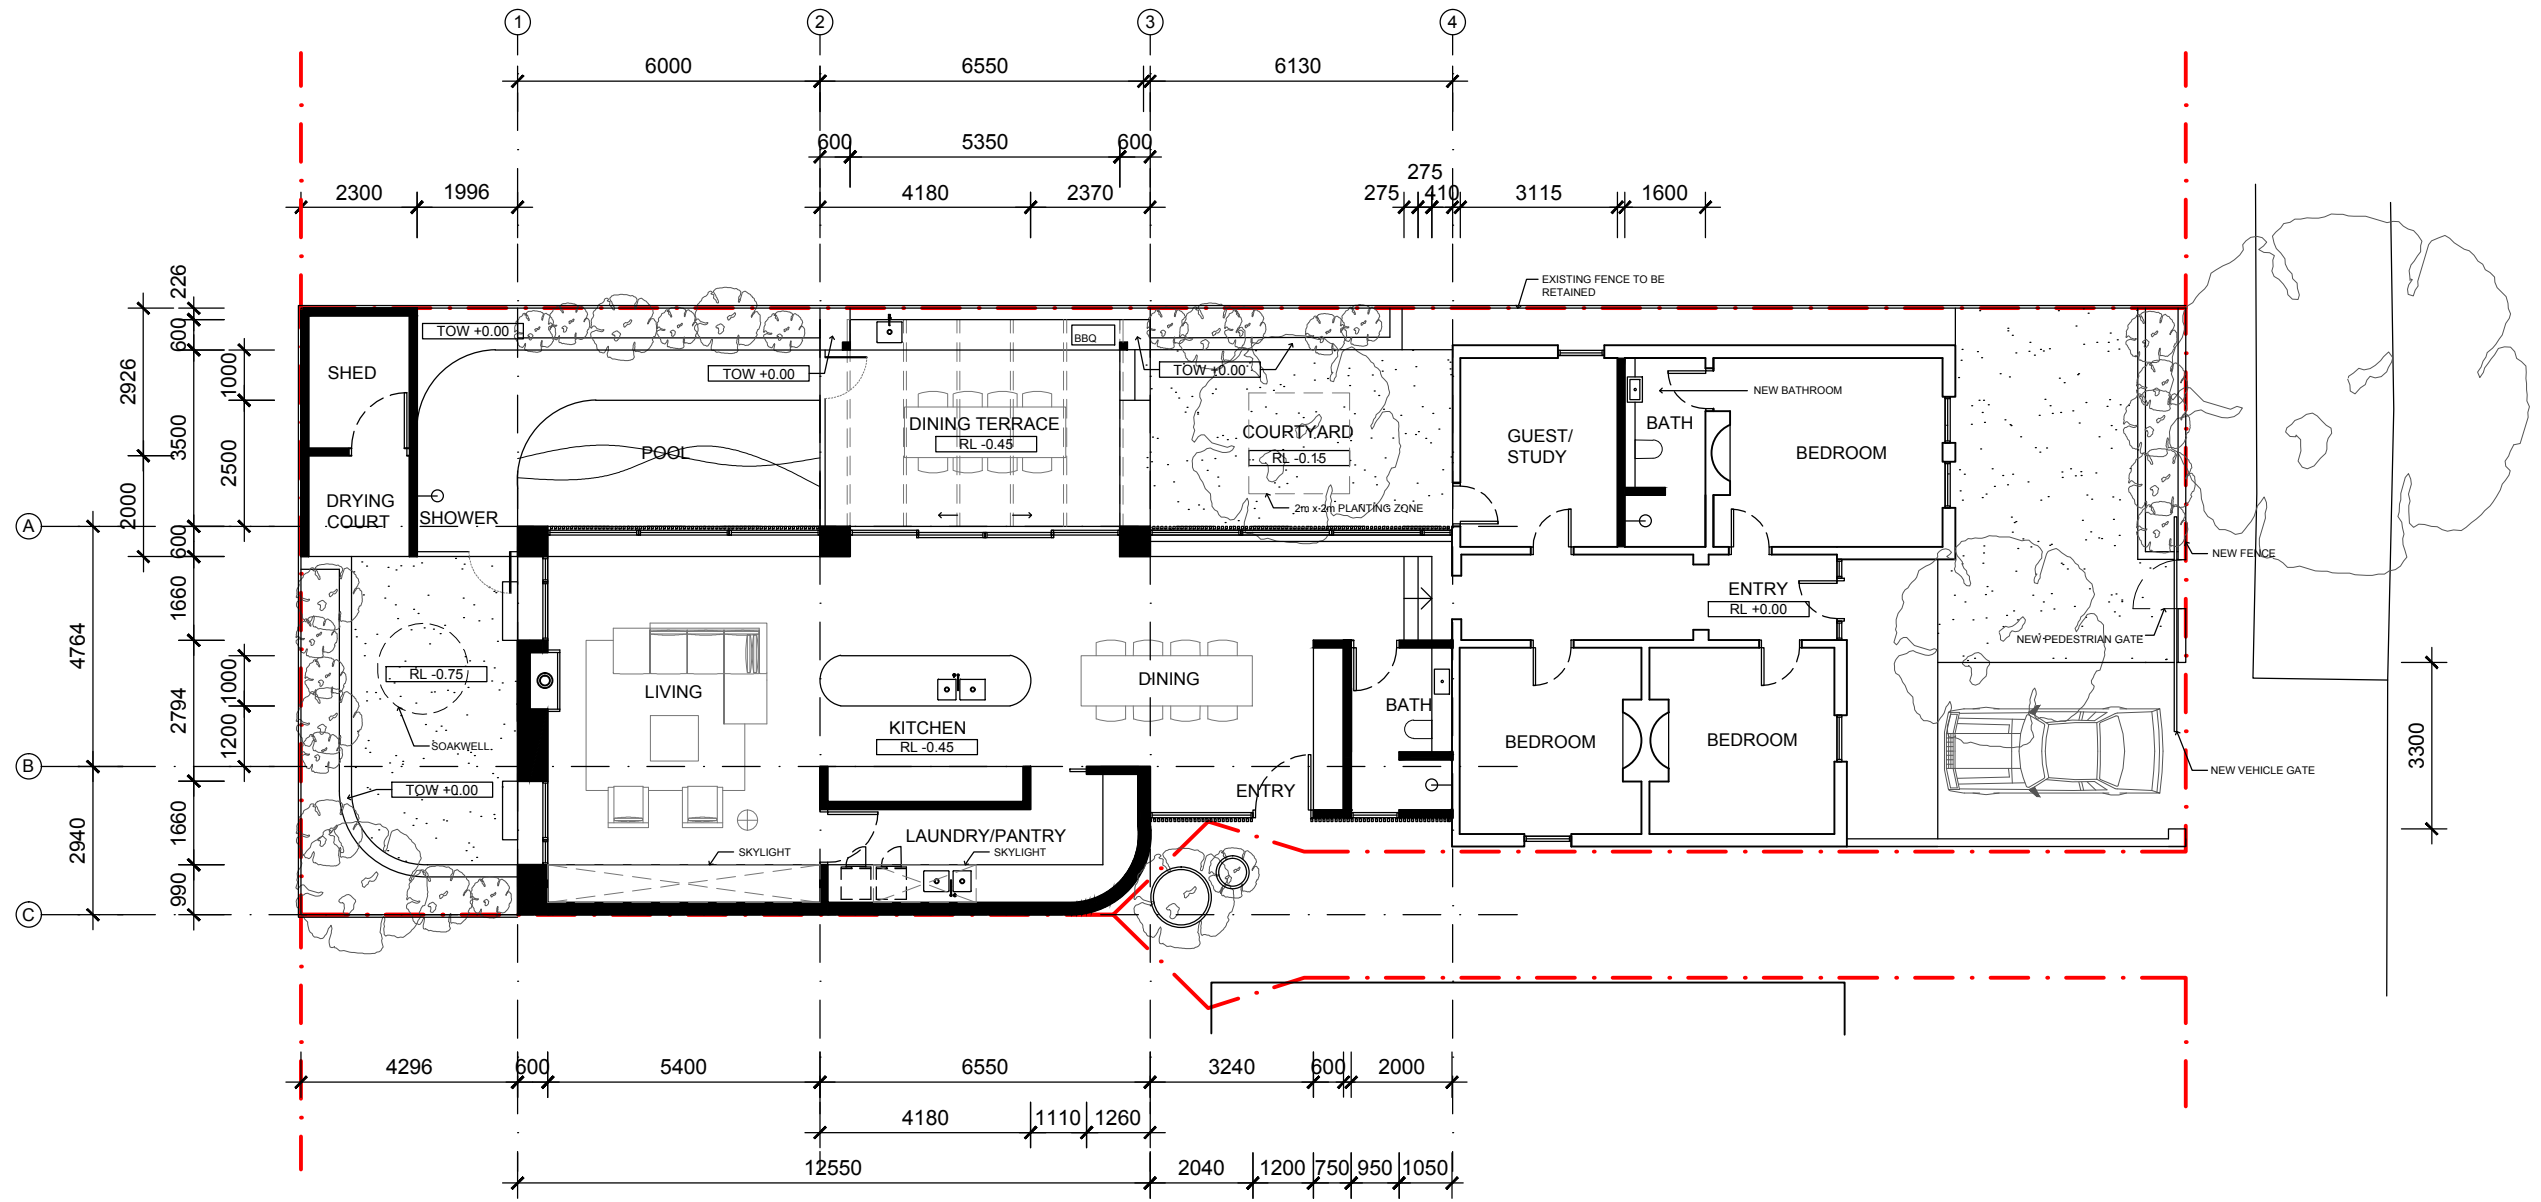 1
2
3
4
6000
6550
6130
600
5350
600
275
2300
1996
4180
2370
275
410
3115
1600
226
600
1000
2926
3500
2500
2000
600
1660
4764
1000
2794
1200
1660
2940
990
A
B
C
EXISTING FENCE TO BE
RETAINED
TOW +0.00
BBQ
SHED
TOW +0.00
TOW +0.00
NEW BATHROOM
DINING TERRACE
RL -0.45
COURTYARD
RL -0.15
GUEST/
STUDY
BATH
BEDROOM
POOL
DRYING
COURT
SHOWER
2m x 2m PLANTING ZONE
NEW FENCE
ENTRY
RL +0.00
NEW PEDESTRIAN GATE
RL -0.75
LIVING
DINING
BATH
KITCHEN
RL -0.45
BEDROOM
BEDROOM
SOAKWELL
3300
NEW VEHICLE GATE
TOW +0.00
ENTRY
LAUNDRY/PANTRY
SKYLIGHT
SKYLIGHT
4296
600
5400
6550
3240
600
2000
4180
1110
1260
12550
2040
1200
750
950
1050